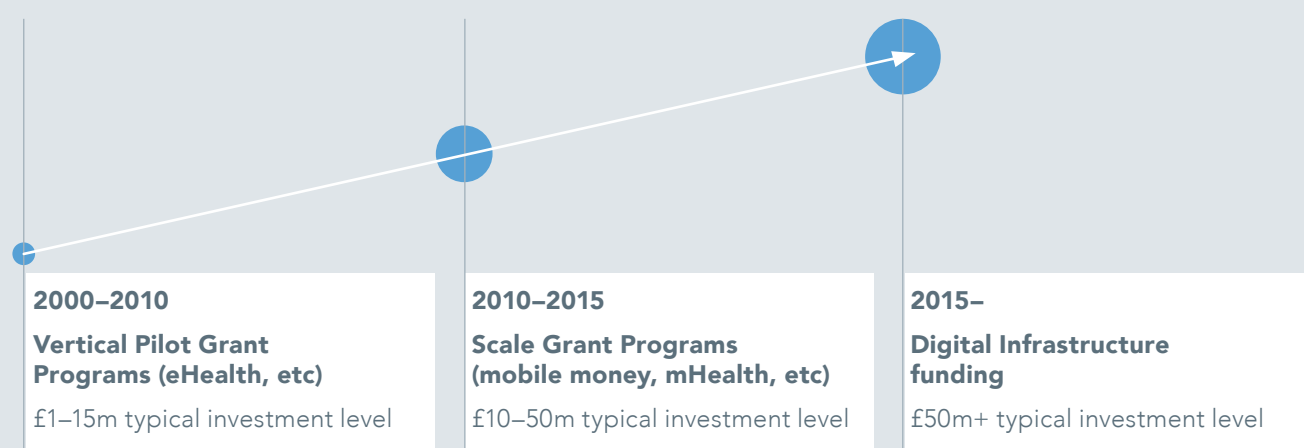 2000–2010
Vertical Pilot Grant
Programs (eHealth, etc)
£1–15m typical investment level
2010–2015
Scale Grant Programs
(mobile money, mHealth, etc)
£10–50m typical investment level
2015–
Digital Infrastructure
funding
£50m+ typical investment level